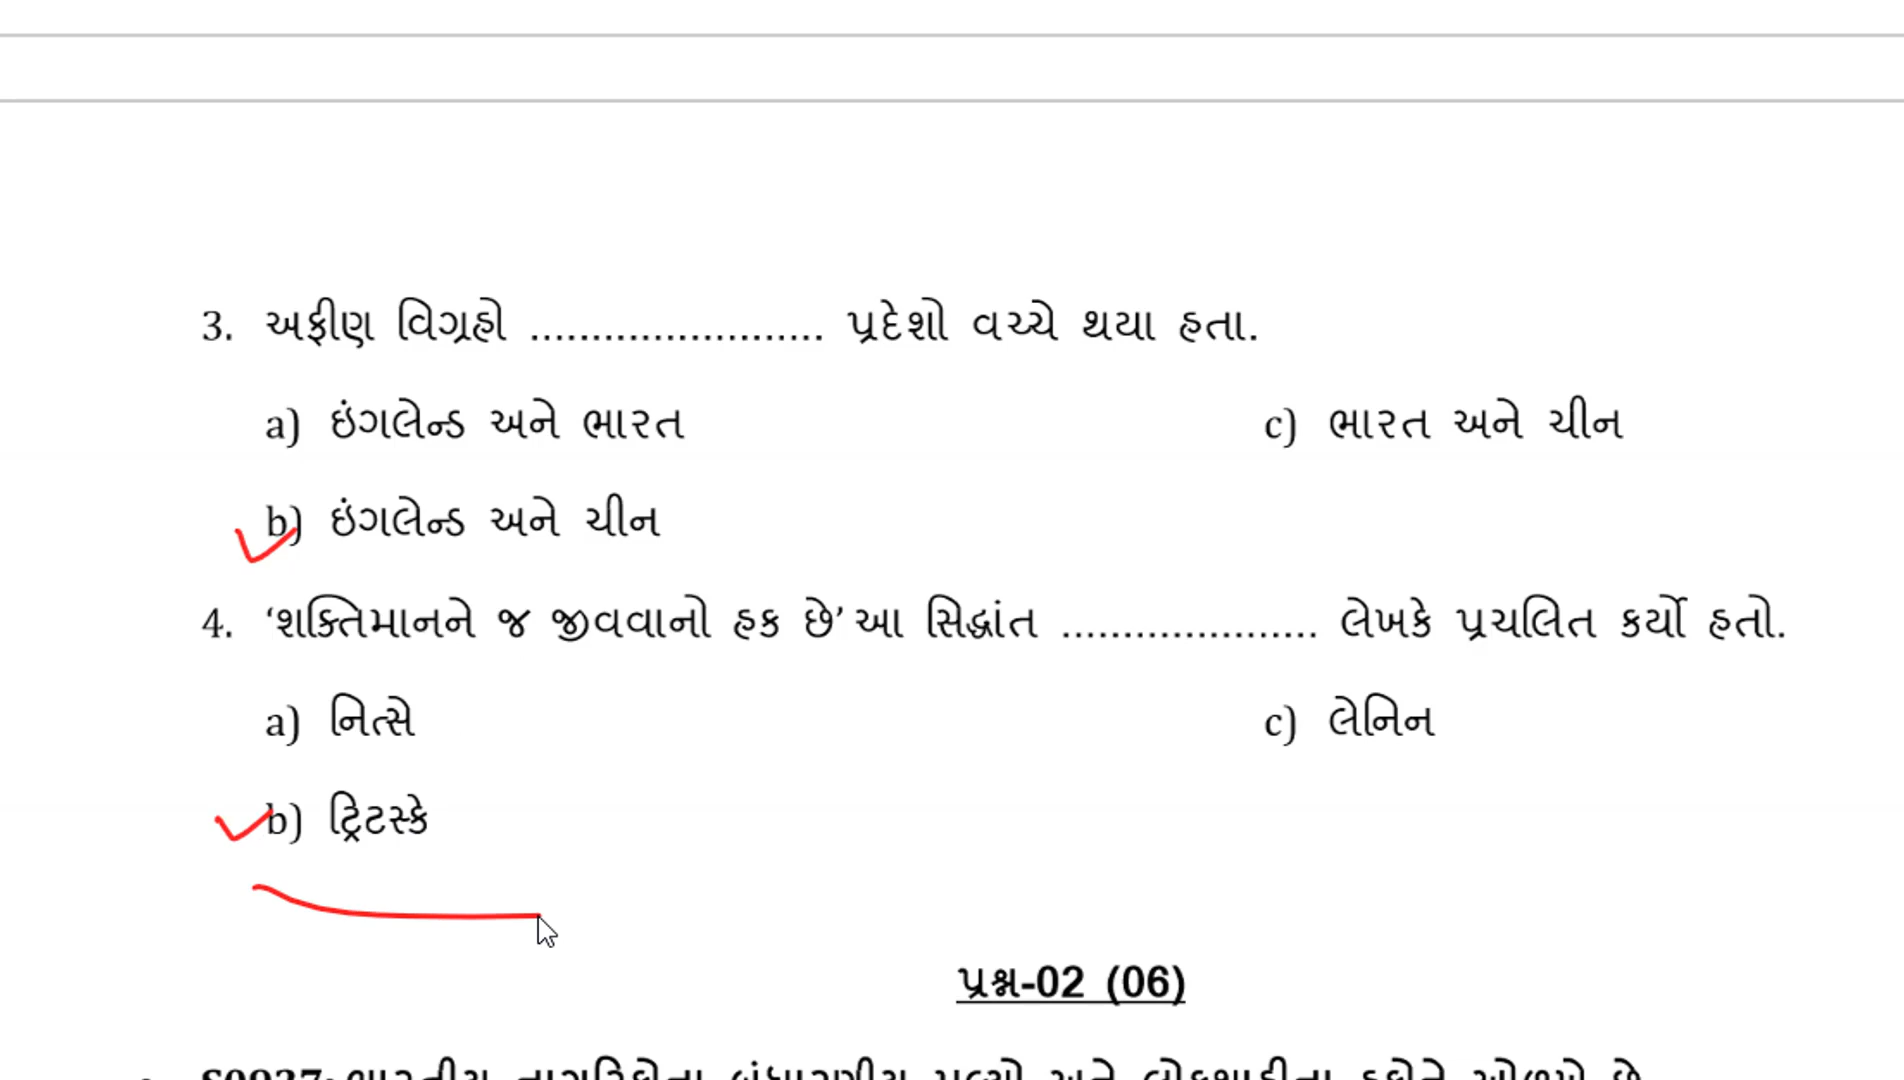 3. અફીણ વિગ્રહો ........................ પ્રદેશો વચ્ચે થયા હતા.
a) ઇંગલેન્ડ અને ભારત
c) ભારત અને ચીન
b) ઇંગલેન્ડ અને ચીન
4. ‘શક્તિમાનને જ જીવવાનો હક છે’ આ સિદ્ધાંત ..................... લેખકે પ્રચલિત કર્યો હતો.
a) નિત્સે
c) લેનિન
b) ટ્રિટસ્કે
પ્રશ્ન-02 (06)